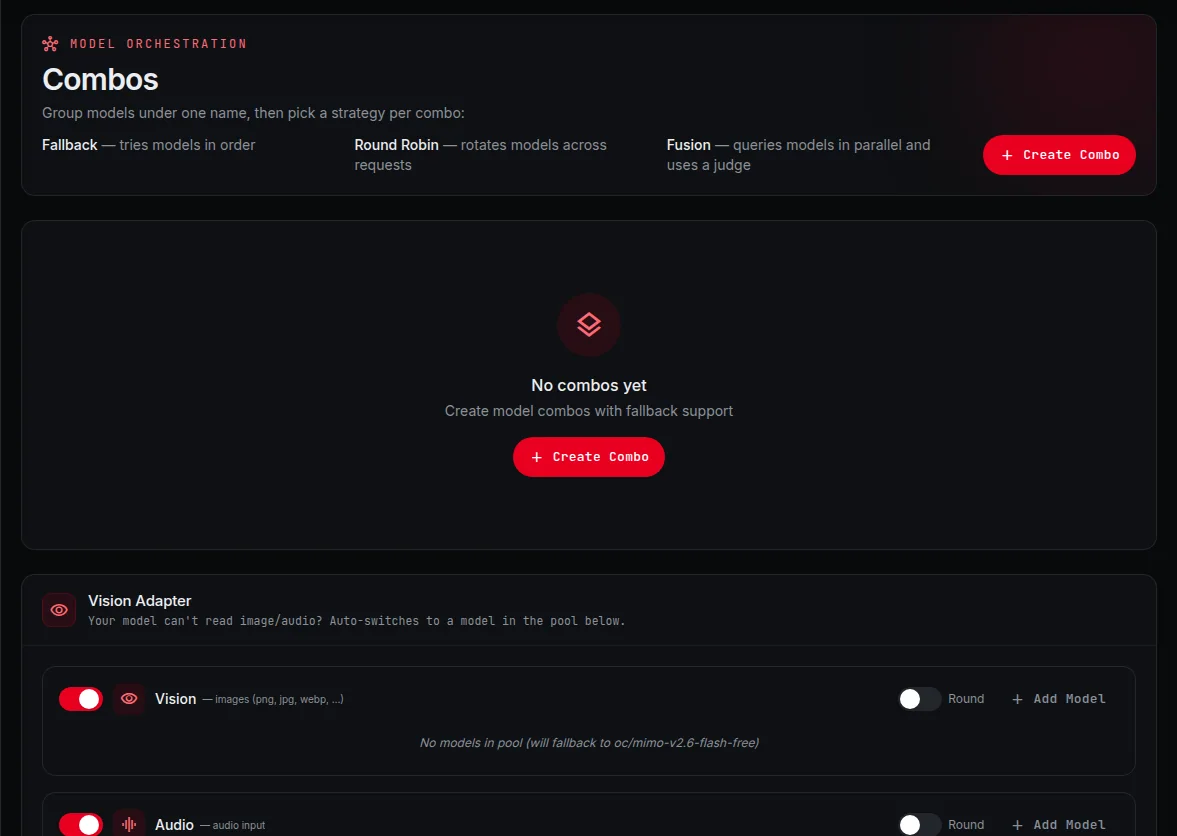 MODEL ORCHESTRATION
Combos
Group models under one name, then pick a strategy per combo:
Fallback — tries models in order
Round Robin — rotates models across
requests
Fusion — queries models in parallel and
uses a judge
+ Create Combo
No combos yet
Create model combos with fallback support
+ Create Combo
Vision Adapter
Your model can't read image/audio? Auto-switches to a model in the pool below.
Vision — images (png, jpg, webp, ...)
Round
+ Add Model
No models in pool (will fallback to oc/mimo-v2.6-flash-free)
Audio — audio input
Round
+ Add Model